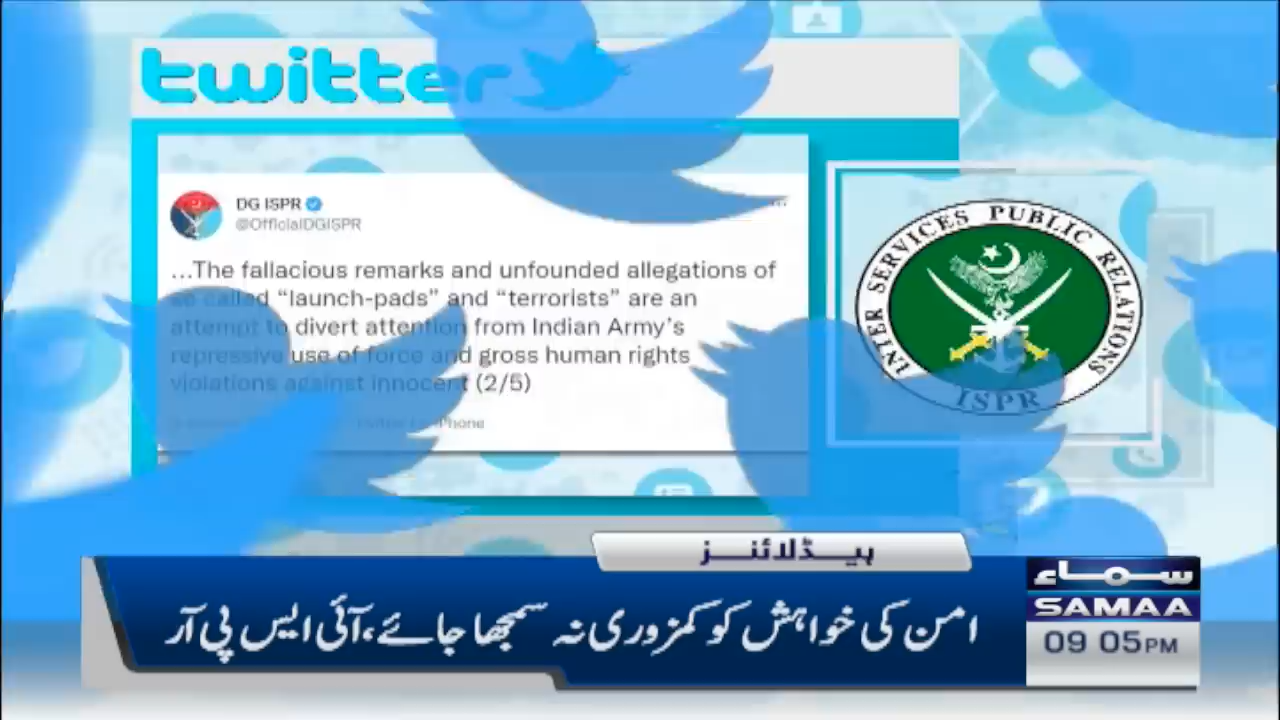 twitter
DG ISPR
@OfficialDGISPR
...The fallacious remarks and unfounded allegations of
so called “launch-pads” and “terrorists” are an
attempt to divert attention from Indian Army's
repressive use of force and gross human rights
violations against innocent (2/5)
INTER SERVICES PUBLIC RELATIONS
ISPR
ہیڈلائنز
امن کی خواہش کو کمزوری نہ سمجھا جائے، آئی ایس پی آر
سماء
SAMAA
09 05PM